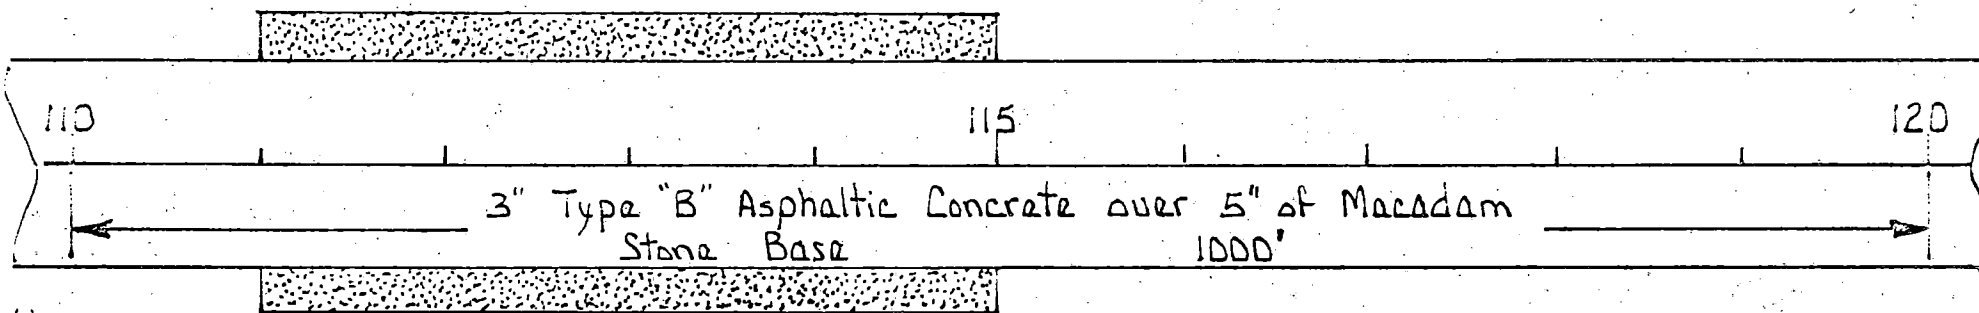 110 115 120
3" Type "B" Asphaltic Concrete over 5" of Macadam
Stone Base 1000'